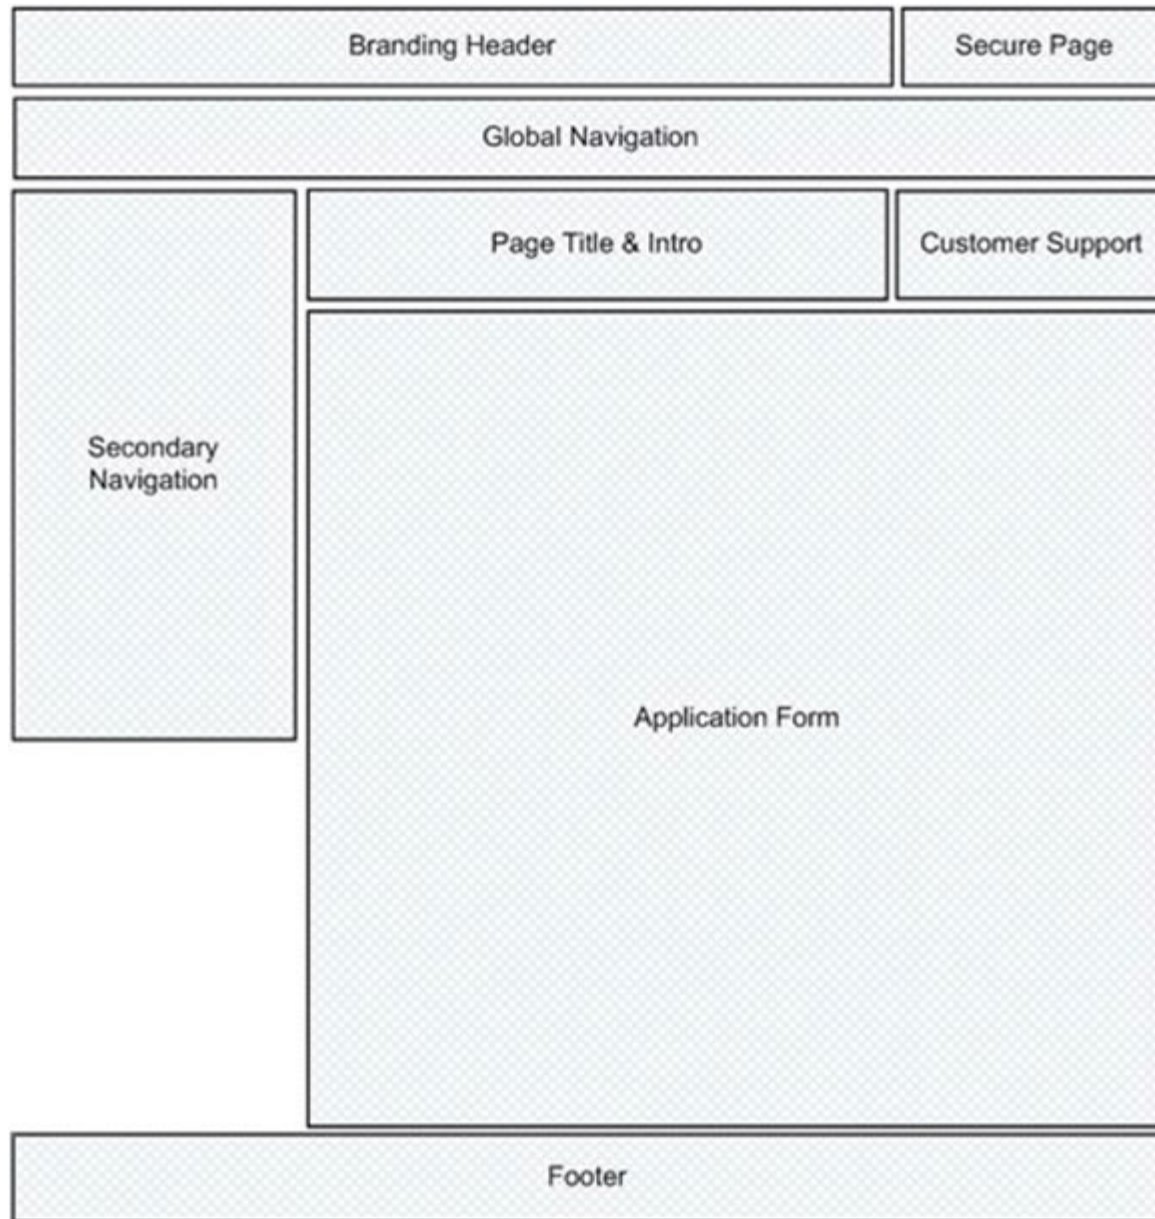 Branding Header
Secure Page
Global Navigation
Page Title & Intro
Customer Support
Secondary
Navigation
Application Form
Footer